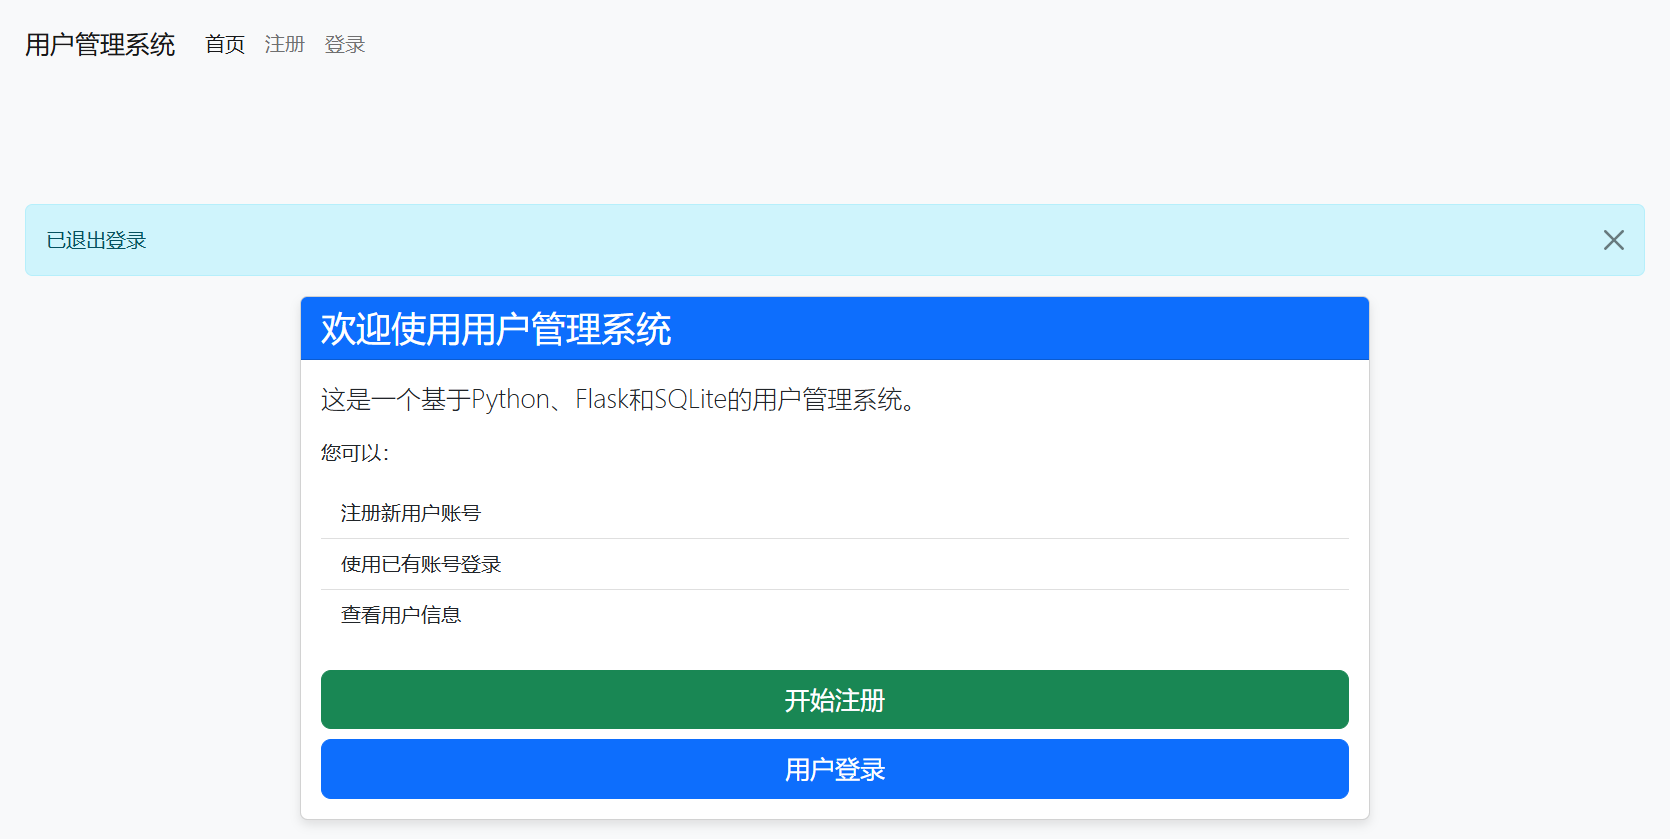 用户管理系统 首页 注册 登录
已退出登录
欢迎使用用户管理系统
这是一个基于Python、Flask和SQLite的用户管理系统。
您可以：
注册新用户账号
使用已有账号登录
查看用户信息
开始注册
用户登录